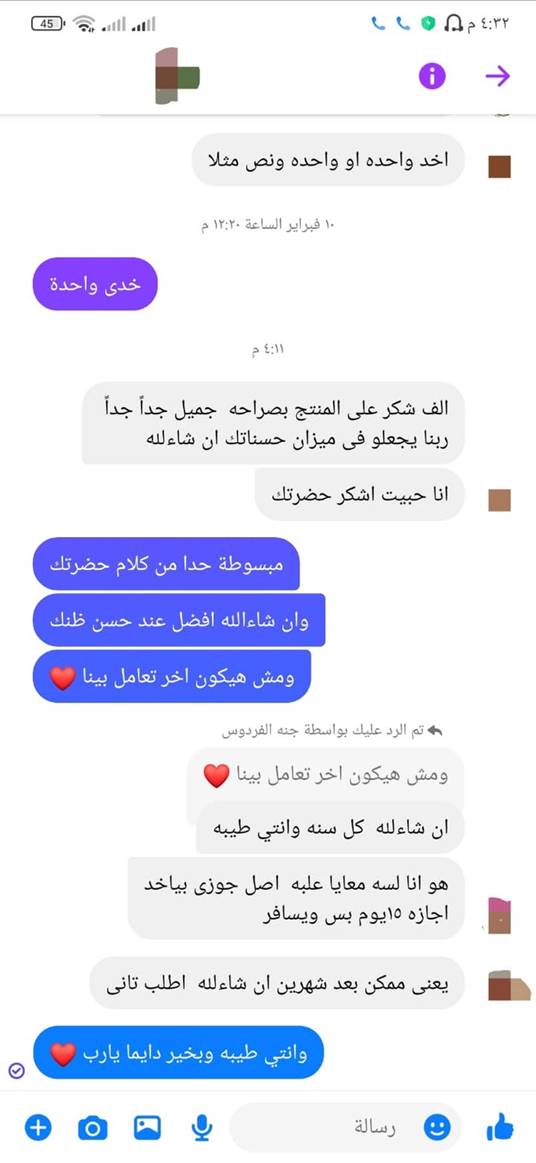 45
٤:٣٢ م
اخد واحده او واحده ونص مثلا
١٠ فبراير الساعة ١٢:٢٠ م
خدى واحدة
٤:١١ م
الف شكر على المنتج بصراحه جميل جداً جداً
ربنا يجعلو فى ميزان حسناتك ان شاءلله
انا حبيت اشكر حضرتك
مبسوطة حدا من كلام حضرتك
وان شاءالله افضل عند حسن ظنك
ومش هيكون اخر تعامل بينا ❤️
تم الرد عليك بواسطة جنه الفردوس
ومش هيكون اخر تعامل بينا ❤️
ان شاءلله كل سنه وانتي طيبه
هو انا لسه معايا علبه اصل جوزى بياخد
اجازه ١٥يوم بس ويسافر
يعنى ممكن بعد شهرين ان شاءلله اطلب تانى
وانتي طيبه وبخير دايما يارب ❤️
رسالة